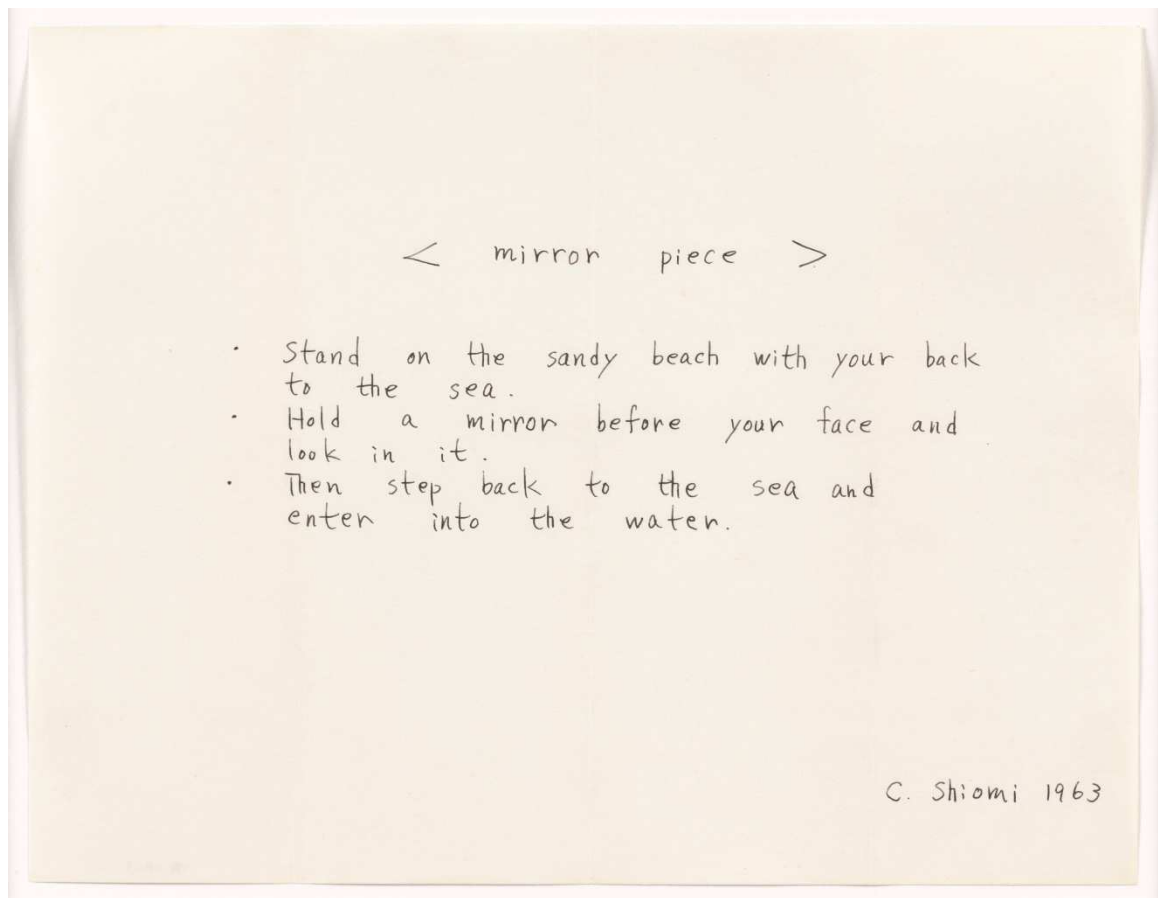 < mirror piece >
· Stand on the sandy beach with your back
to the sea.
· Hold a mirror before your face and
look in it.
· Then step back to the sea and
enter into the water.
C. Shiomi 1963